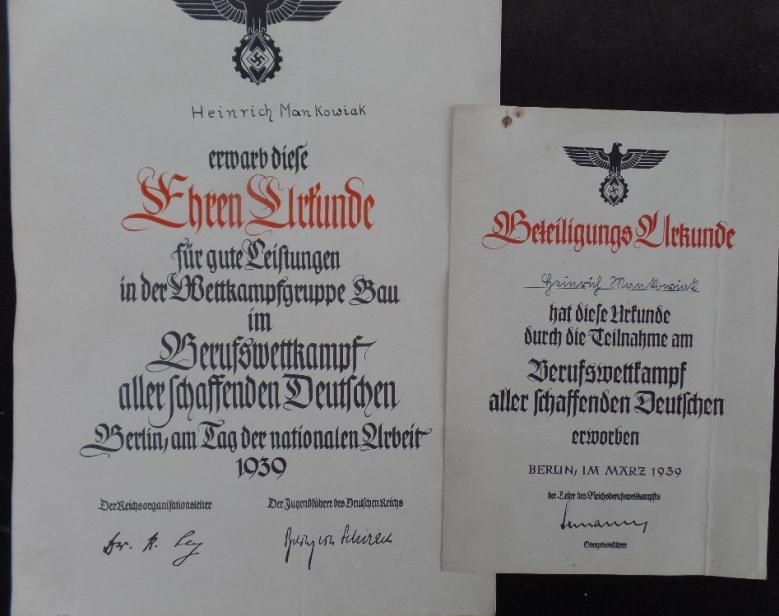 Heinrich Mankowiak
erwarb diese
Ehren Urkunde
für gute Leistungen
in der Wettkampfgruppe Bau
im
Berufswettkampf
aller schaffenden Deutschen
Berlin, am Tag der nationalen Arbeit
1939
Der Reichsorganisationsleiter
Der Jugendführer des Deutschen Reichs
Dr. R. Ley
Baldur von Schirach
Beteiligungs Urkunde
Heinrich Mankowiak
hat diese Urkunde
durch die Teilnahme am
Berufswettkampf
aller schaffenden Deutschen
erworben
BERLIN, IM MÄRZ 1939
der Leiter des Reichsberufswettkampfs
Obergebietsführer